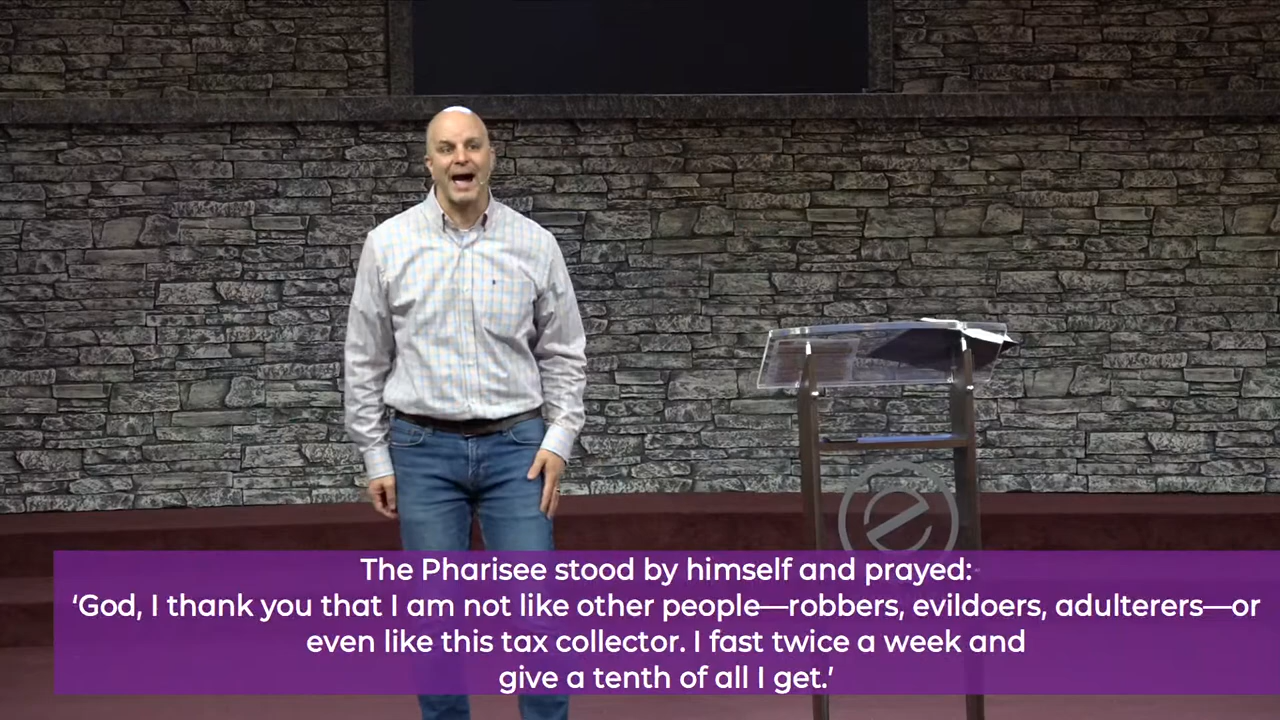 The Pharisee stood by himself and prayed:
‘God, I thank you that I am not like other people—robbers, evildoers, adulterers—or
even like this tax collector. I fast twice a week and
give a tenth of all I get.’